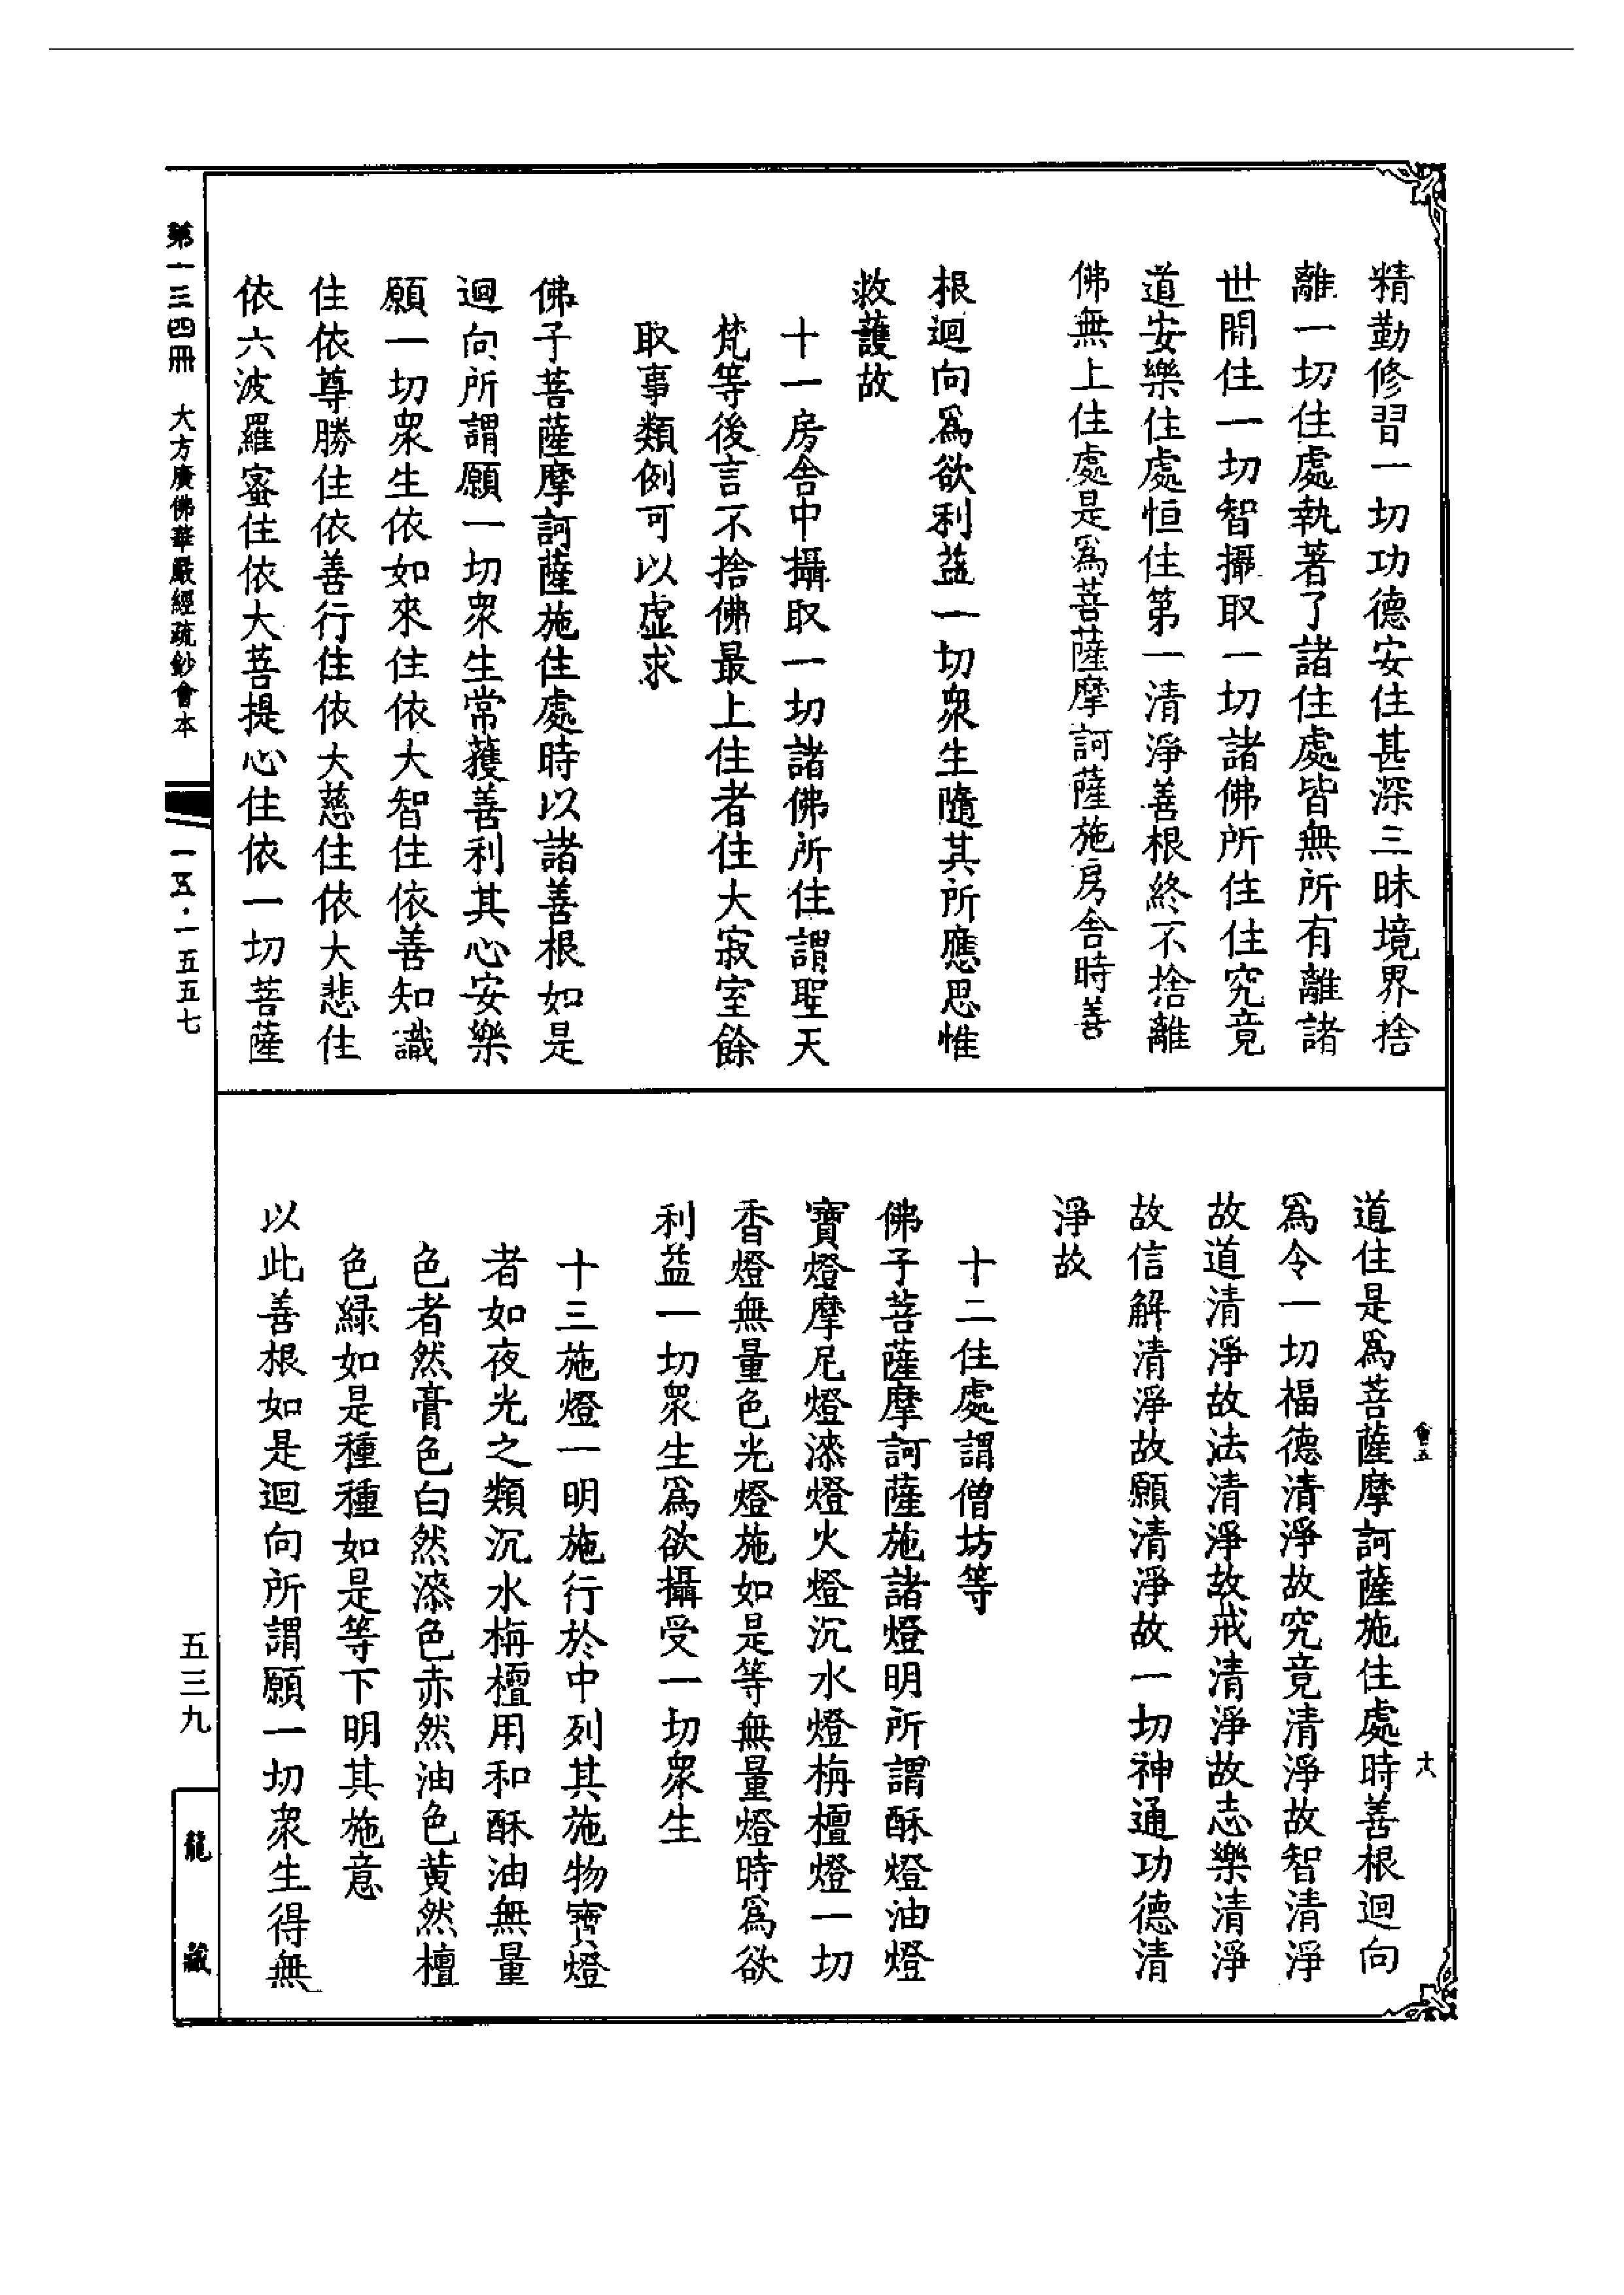 精勤修習一切功德安住甚深三昧境界捨
離一切住處執著了諸住處皆無所有離諸
世間住一切智攝取一切諸佛所住住究竟
道安樂住處恒住第一清淨善根終不捨離
佛無上住處是爲菩薩摩訶薩施房舍時善
根迴向爲欲利益一切衆生隨其所應思惟
救護故
十一房舍中攝取一切諸佛所住謂聖天
梵等後言不捨佛最上住者住大寂室餘
取事類例可以虛求
佛子菩薩摩訶薩施住處時以諸善根如是
迴向所謂願一切衆生常獲善利其心安樂
願一切衆生依如來住依大智住依善知識
住依尊勝住依善行住依大慈住依大悲住
依六波羅蜜住依大菩提心住依一切菩薩
道住是爲菩薩摩訶薩施住處時善根迴向
爲令一切福德清淨故究竟清淨故智清淨
故道清淨故法清淨故戒清淨故志樂清淨
故信解清淨故願清淨故一切神通功德清
淨故
十二住處謂僧坊等
佛子菩薩摩訶薩施諸燈明所謂酥燈油燈
寶燈摩尼燈漆燈火燈沉水燈栴檀燈一切
香燈無量色光燈施如是等無量燈時爲欲
利益一切衆生爲欲攝受一切衆生
十三施燈一明施行於中列其施物寶燈
者如夜光之類沉水栴檀用和酥油無量
色者然膏色白然漆色赤然油色黄然檀
色緑如是種種如是等下明其施意
以此善根如是迴向所謂願一切衆生得無
會五
大
第一三四冊　大方廣佛華嚴經疏鈔會本
一五·一五五七
五三九
龍藏